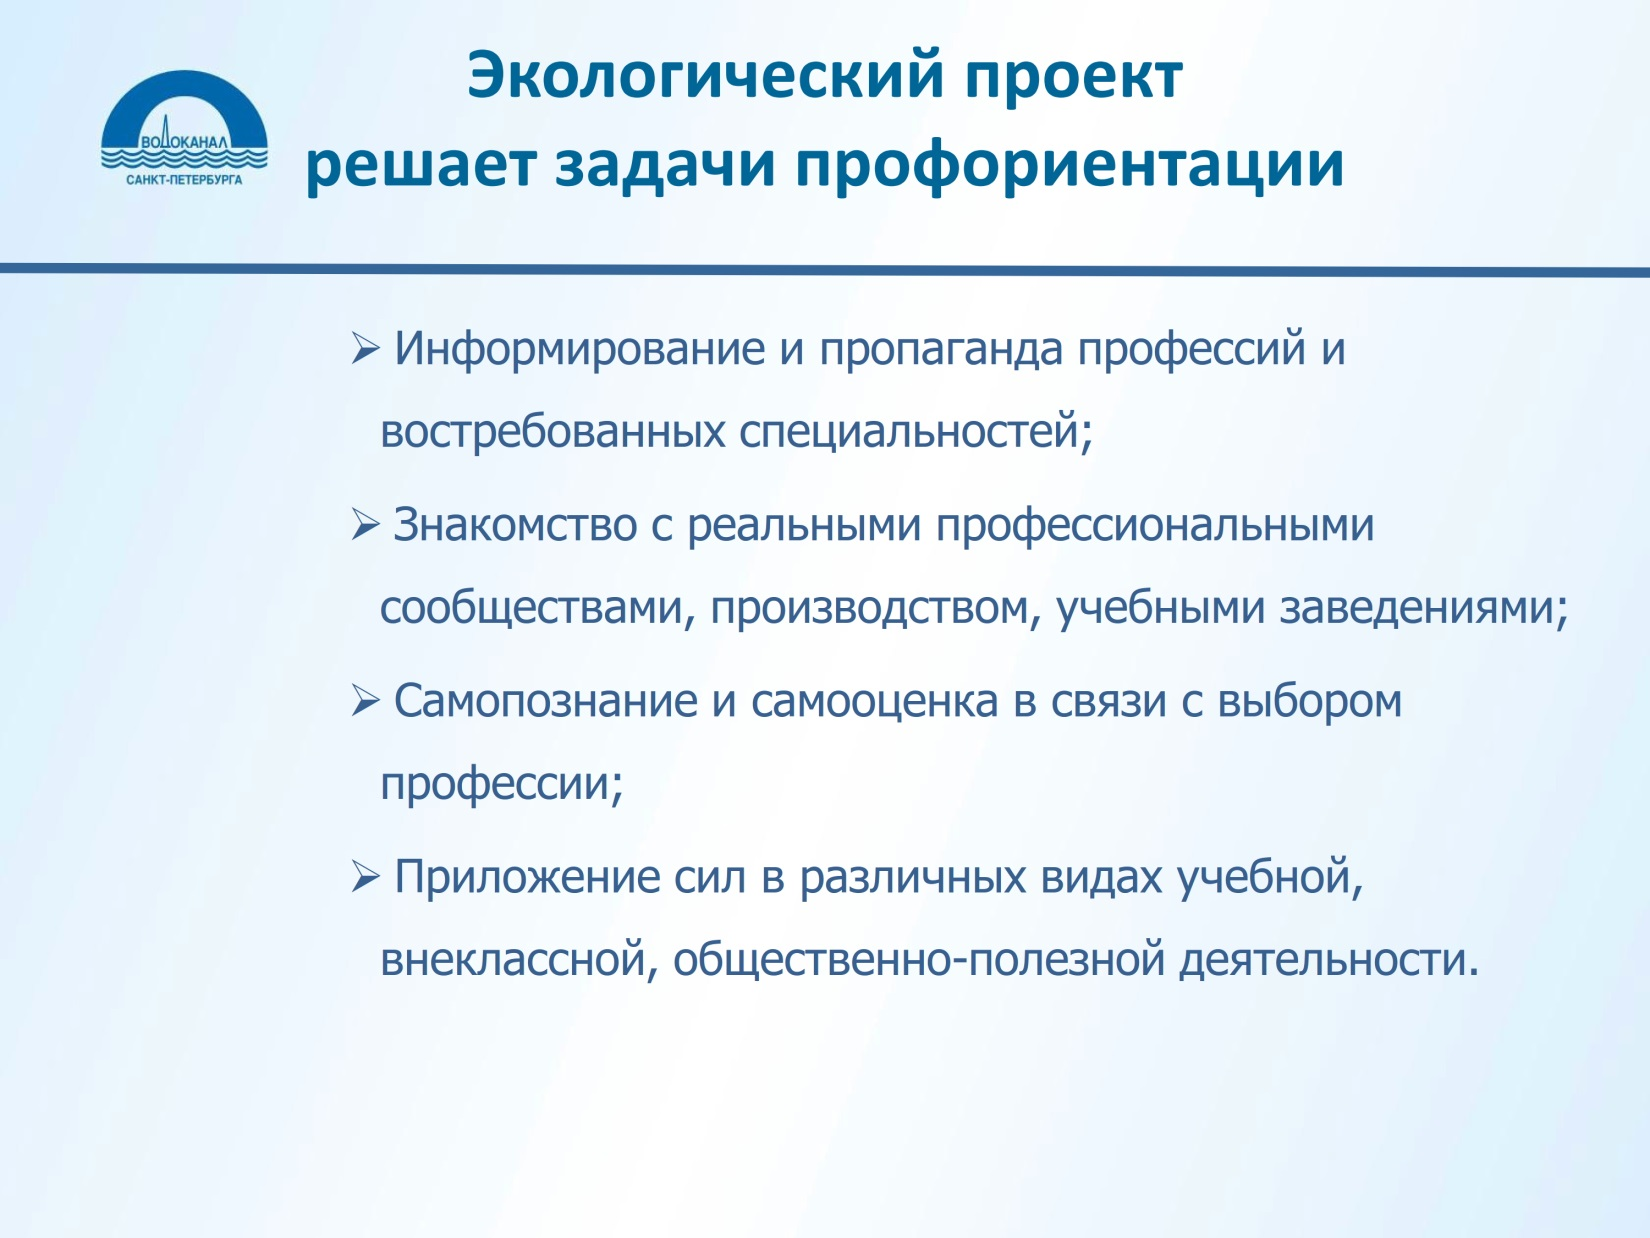 Экологический проект
решает задачи профориентации
ВОДОКАНАЛ
САНКТ-ПЕТЕРБУРГА
➢ Информирование и пропаганда профессий и
востребованных специальностей;
➢ Знакомство с реальными профессиональными
сообществами, производством, учебными заведениями;
➢ Самопознание и самооценка в связи с выбором
профессии;
➢ Приложение сил в различных видах учебной,
внеклассной, общественно-полезной деятельности.